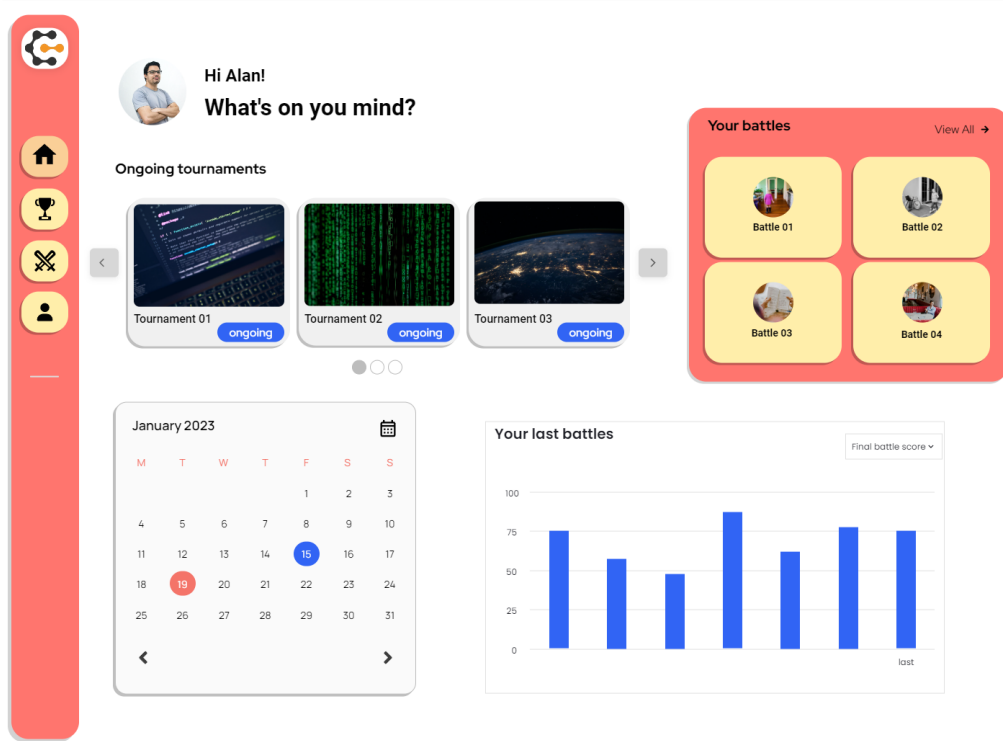 Hi Alan!
What's on you mind?
Ongoing tournaments
Tournament 01
ongoing
Tournament 02
ongoing
Tournament 03
ongoing
Your battles
View All
Battle 01
Battle 02
Battle 03
Battle 04
January 2023
M T W T F S S
1 2 3
4 5 6 7 8 9 10
11 12 13 14 15 16 17
18 19 20 21 22 23 24
25 26 27 28 29 30 31
Your last battles
Final battle score
100
75
50
25
0
last